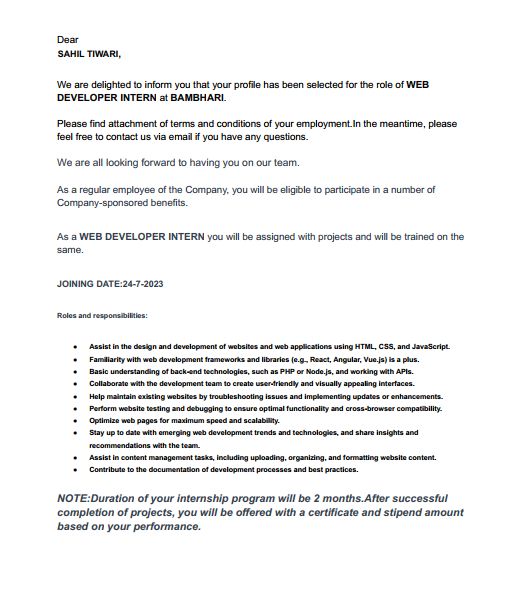 Dear
SAHIL TIWARI,
We are delighted to inform you that your profile has been selected for the role of WEB
DEVELOPER INTERN at BAMBHARI.
Please find attachment of terms and conditions of your employment.In the meantime, please
feel free to contact us via email if you have any questions.
We are all looking forward to having you on our team.
As a regular employee of the Company, you will be eligible to participate in a number of
Company-sponsored benefits.
As a WEB DEVELOPER INTERN you will be assigned with projects and will be trained on the
same.
JOINING DATE:24-7-2023
Roles and responsibilities:
● Assist in the design and development of websites and web applications using HTML, CSS, and JavaScript.
● Familiarity with web development frameworks and libraries (e.g., React, Angular, Vue.js) is a plus.
● Basic understanding of back-end technologies, such as PHP or Node.js, and working with APIs.
● Collaborate with the development team to create user-friendly and visually appealing interfaces.
● Help maintain existing websites by troubleshooting issues and implementing updates or enhancements.
● Perform website testing and debugging to ensure optimal functionality and cross-browser compatibility.
● Optimize web pages for maximum speed and scalability.
● Stay up to date with emerging web development trends and technologies, and share insights and
recommendations with the team.
● Assist in content management tasks, including uploading, organizing, and formatting website content.
● Contribute to the documentation of development processes and best practices.
NOTE:Duration of your internship program will be 2 months.After successful
completion of projects, you will be offered with a certificate and stipend amount
based on your performance.